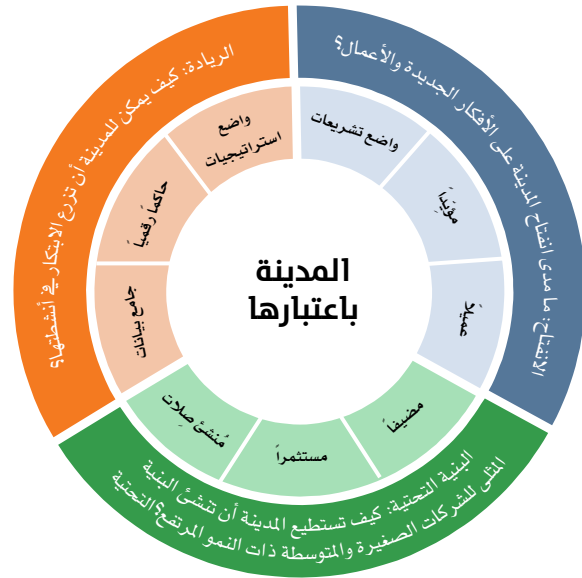 الريادة: كيف يمكن للمدينة أن تزرع الابتكار في أنشطتها؟
الانفتاح: ما مدى انفتاح المدينة على الأفكار الجديدة والأعمال؟
واضع
استراتيجيات
حاكماً رقمياً
جامع بيانات
واضع تشريعات
مؤيِّداً
عميلاً
المدينة
باعتبارها
مضيفاً
مستثمراً
مُنشئ صِلات
البنية التحتية: كيف تستطيع المدينة أن تنشئ البنية
المثلى للشركات الصغيرة والمتوسطة ذات النمو المرتفع؟ التحتية